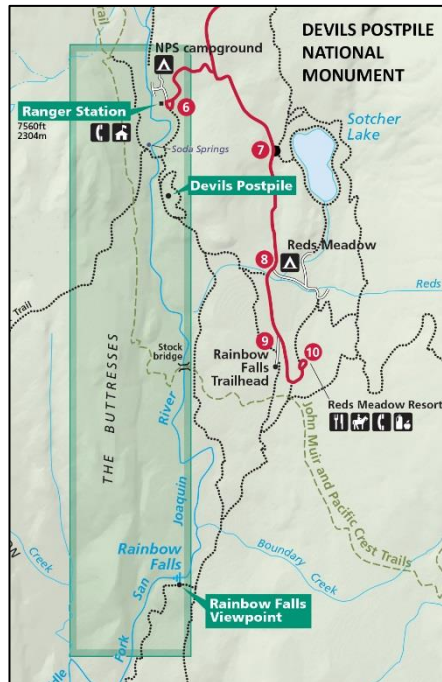 DEVILS POSTPILE
NATIONAL
MONUMENT
NPS campground
Ranger Station
6
7560ft
2304m
Soda Springs
Sotcher
Lake
7
Devils Postpile
Reds Meadow
8
Reds
Trail
9
10
Stock
bridge
Rainbow
Falls
Trailhead
THE BUTTRESSES
River
Reds Meadow Resort
John Muir and Pacific Crest Trails
Joaquin
Rainbow
Falls
Boundary
Creek
Creek
San
Rainbow Falls
Viewpoint
Fork